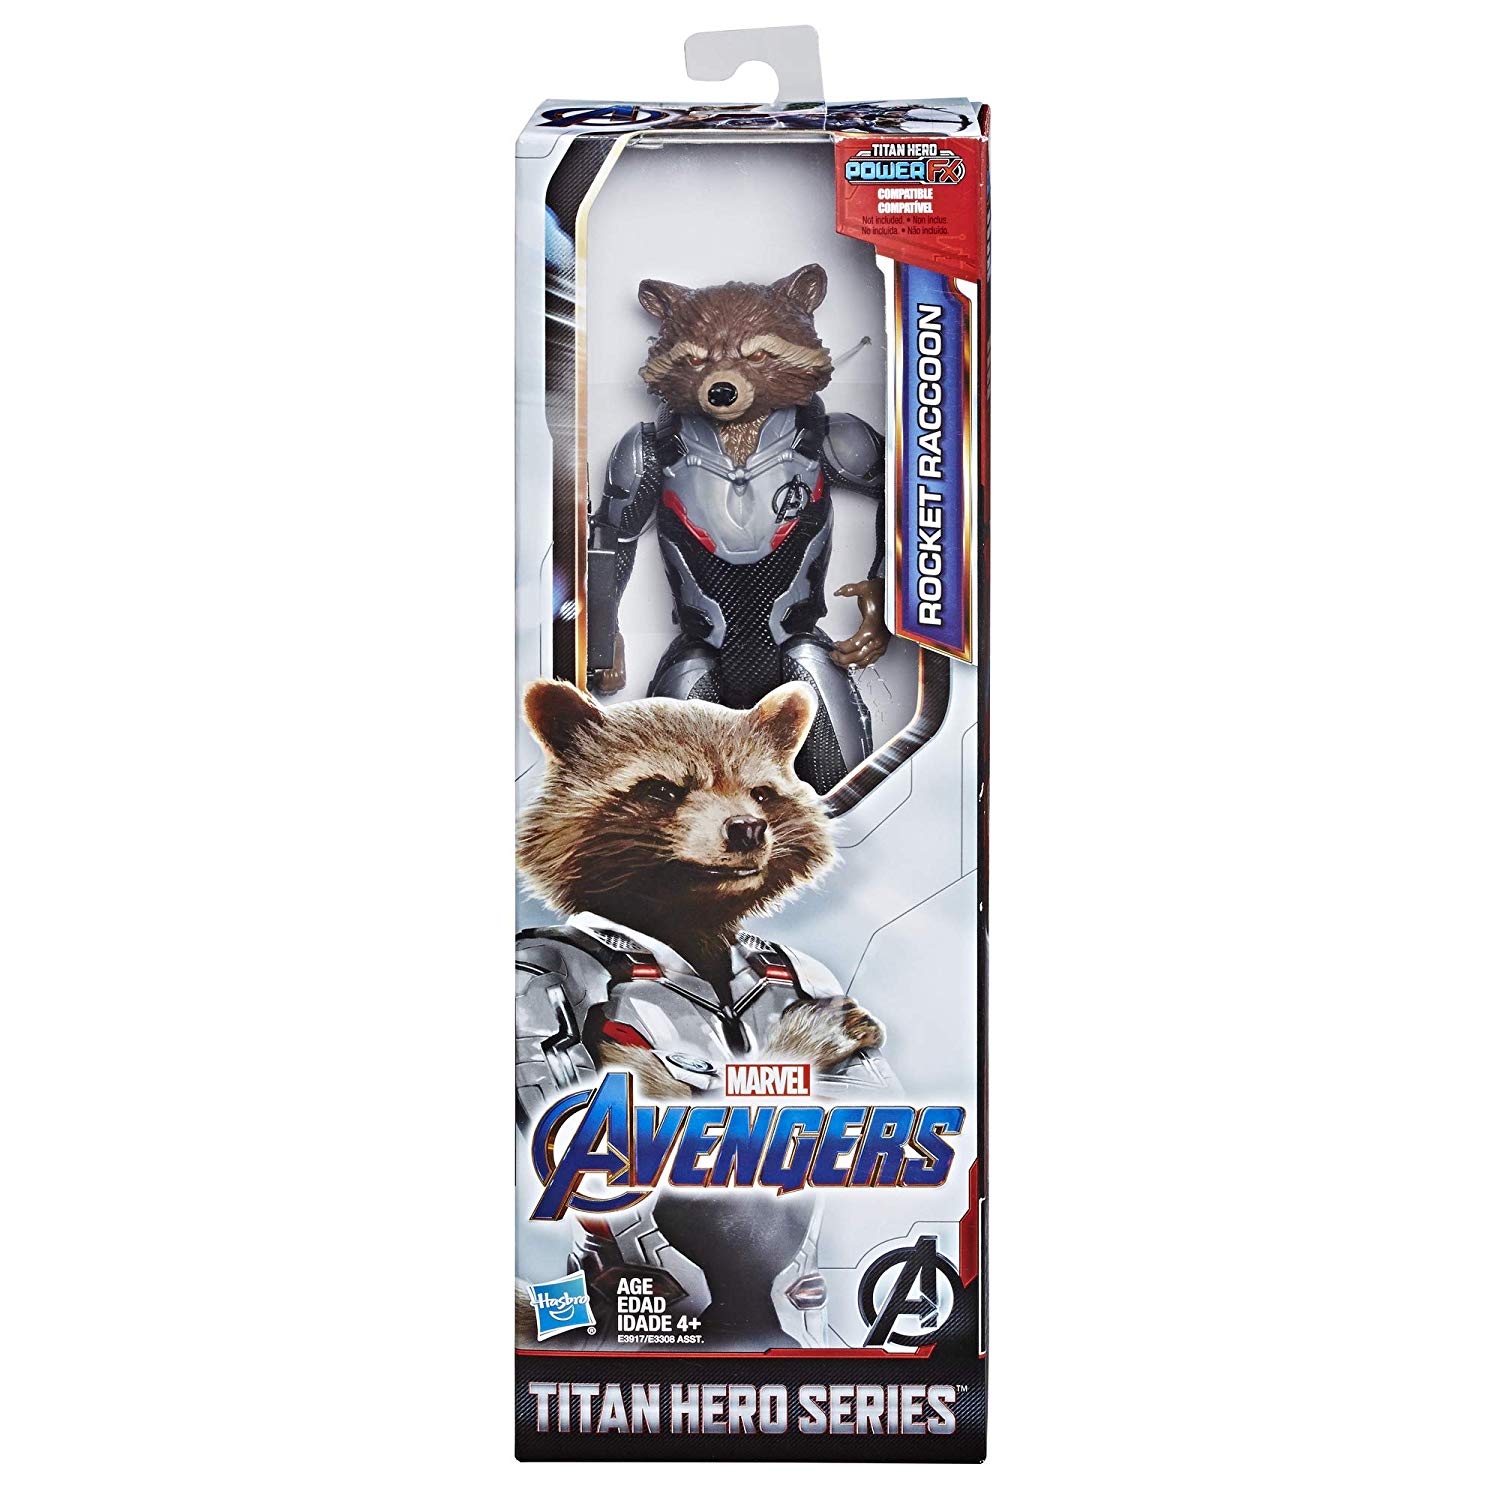 TITAN HERO
POWER FX
COMPATIBLE
COMPATÍVEL
Not included. • Non inclus.
No incluida. • Não incluído.
ROCKET RACCOON
MARVEL
AVENGERS
Hasbro
®
AGE
EDAD
IDADE 4+
E3917/E3308 ASST.
TITAN HERO SERIES™